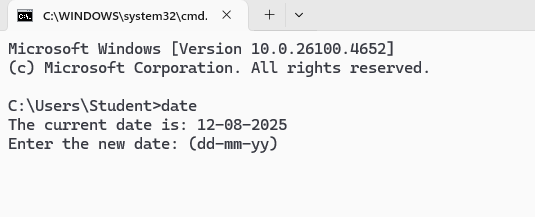 C:\WINDOWS\system32\cmd.
Microsoft Windows [Version 10.0.26100.4652]
(c) Microsoft Corporation. All rights reserved.
C:\Users\Student>date
The current date is: 12-08-2025
Enter the new date: (dd-mm-yy)